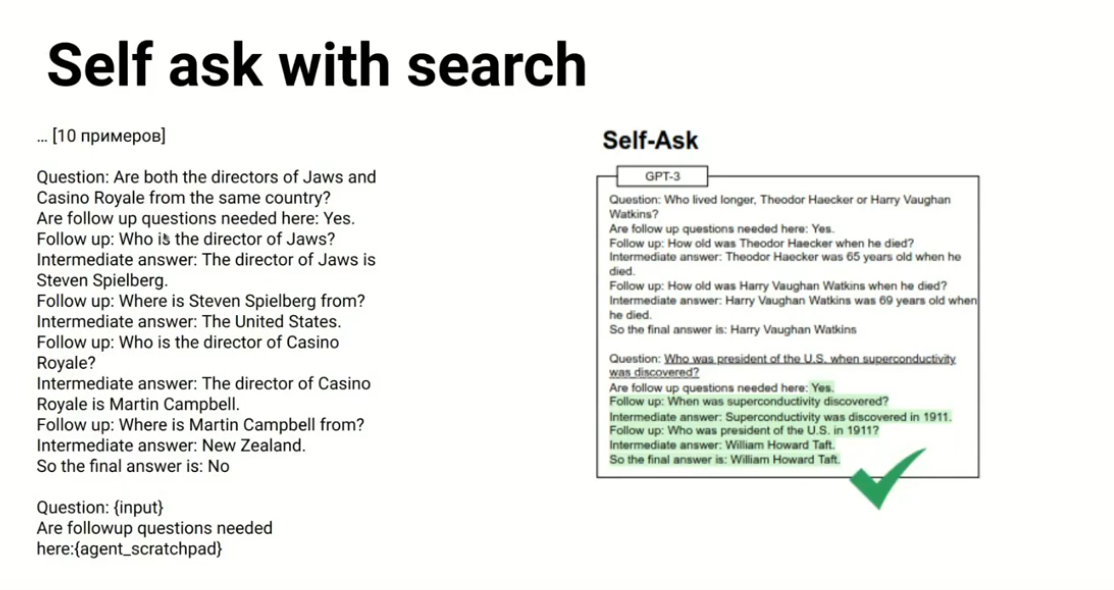 Self ask with search
... [10 примеров]
Question: Are both the directors of Jaws and
Casino Royale from the same country?
Are follow up questions needed here: Yes.
Follow up: Who is the director of Jaws?
Intermediate answer: The director of Jaws is
Steven Spielberg.
Follow up: Where is Steven Spielberg from?
Intermediate answer: The United States.
Follow up: Who is the director of Casino
Royale?
Intermediate answer: The director of Casino
Royale is Martin Campbell.
Follow up: Where is Martin Campbell from?
Intermediate answer: New Zealand.
So the final answer is: No
Question: {input}
Are followup questions needed
here:{agent_scratchpad}
Self-Ask
GPT-3
Question: Who lived longer, Theodor Haecker or Harry Vaughan
Watkins?
Are follow up questions needed here: Yes.
Follow up: How old was Theodor Haecker when he died?
Intermediate answer: Theodor Haecker was 65 years old when he
died.
Follow up: How old was Harry Vaughan Watkins when he died?
Intermediate answer: Harry Vaughan Watkins was 69 years old when
he died.
So the final answer is: Harry Vaughan Watkins
Question: Who was president of the U.S. when superconductivity
was discovered?
Are follow up questions needed here: Yes.
Follow up: When was superconductivity discovered?
Intermediate answer: Superconductivity was discovered in 1911.
Follow up: Who was president of the U.S. in 1911?
Intermediate answer: William Howard Taft.
So the final answer is: William Howard Taft.